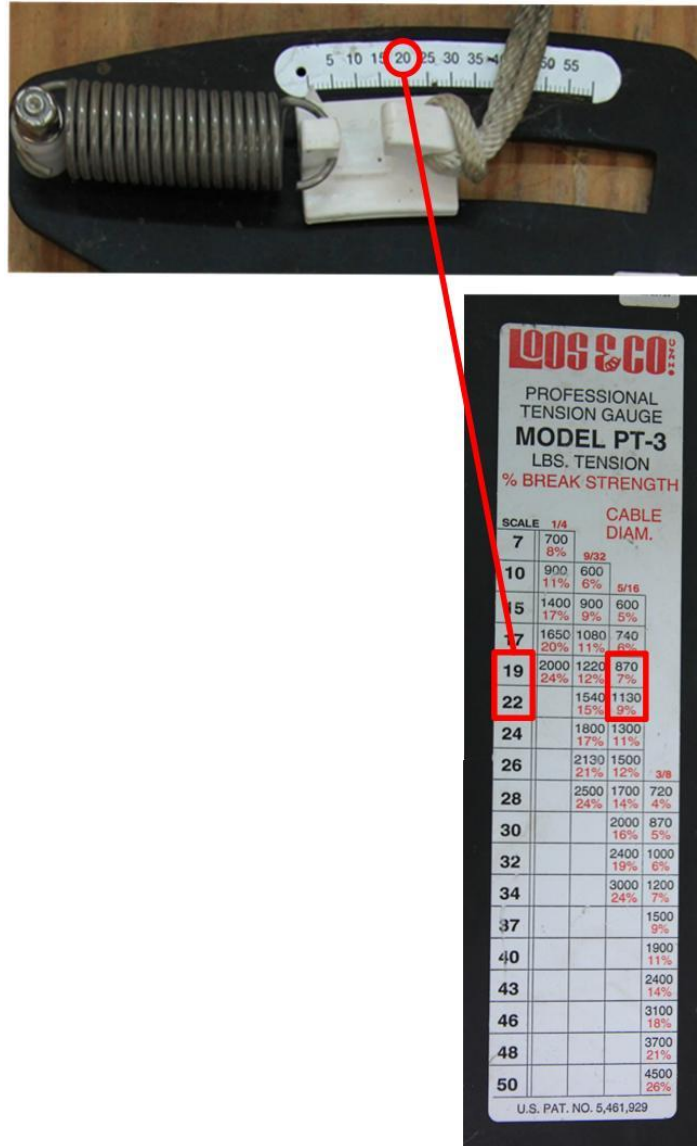 5 10 15 20 25 30 35 50 55
LOOS & CO.
PROFESSIONAL
TENSION GAUGE
MODEL PT-3
LBS. TENSION
% BREAK STRENGTH
CABLE
DIAM.
SCALE 1/4
7 700
8% 9/32
10 900 600
11% 6% 5/16
15 1400 900 600
17% 9% 5%
17 1650 1080 740
20% 11% 6%
19 2000 1220 870
24% 12% 7%
22 1540 1130
15% 9%
24 1800 1300
17% 11%
26 2130 1500
21% 12% 3/8
28 2500 1700 720
24% 14% 4%
30 2000 870
16% 5%
32 2400 1000
19% 6%
34 3000 1200
24% 7%
37 1500
9%
40 1900
11%
43 2400
14%
46 3100
18%
48 3700
21%
50 4500
26%
U.S. PAT. NO. 5,461,929